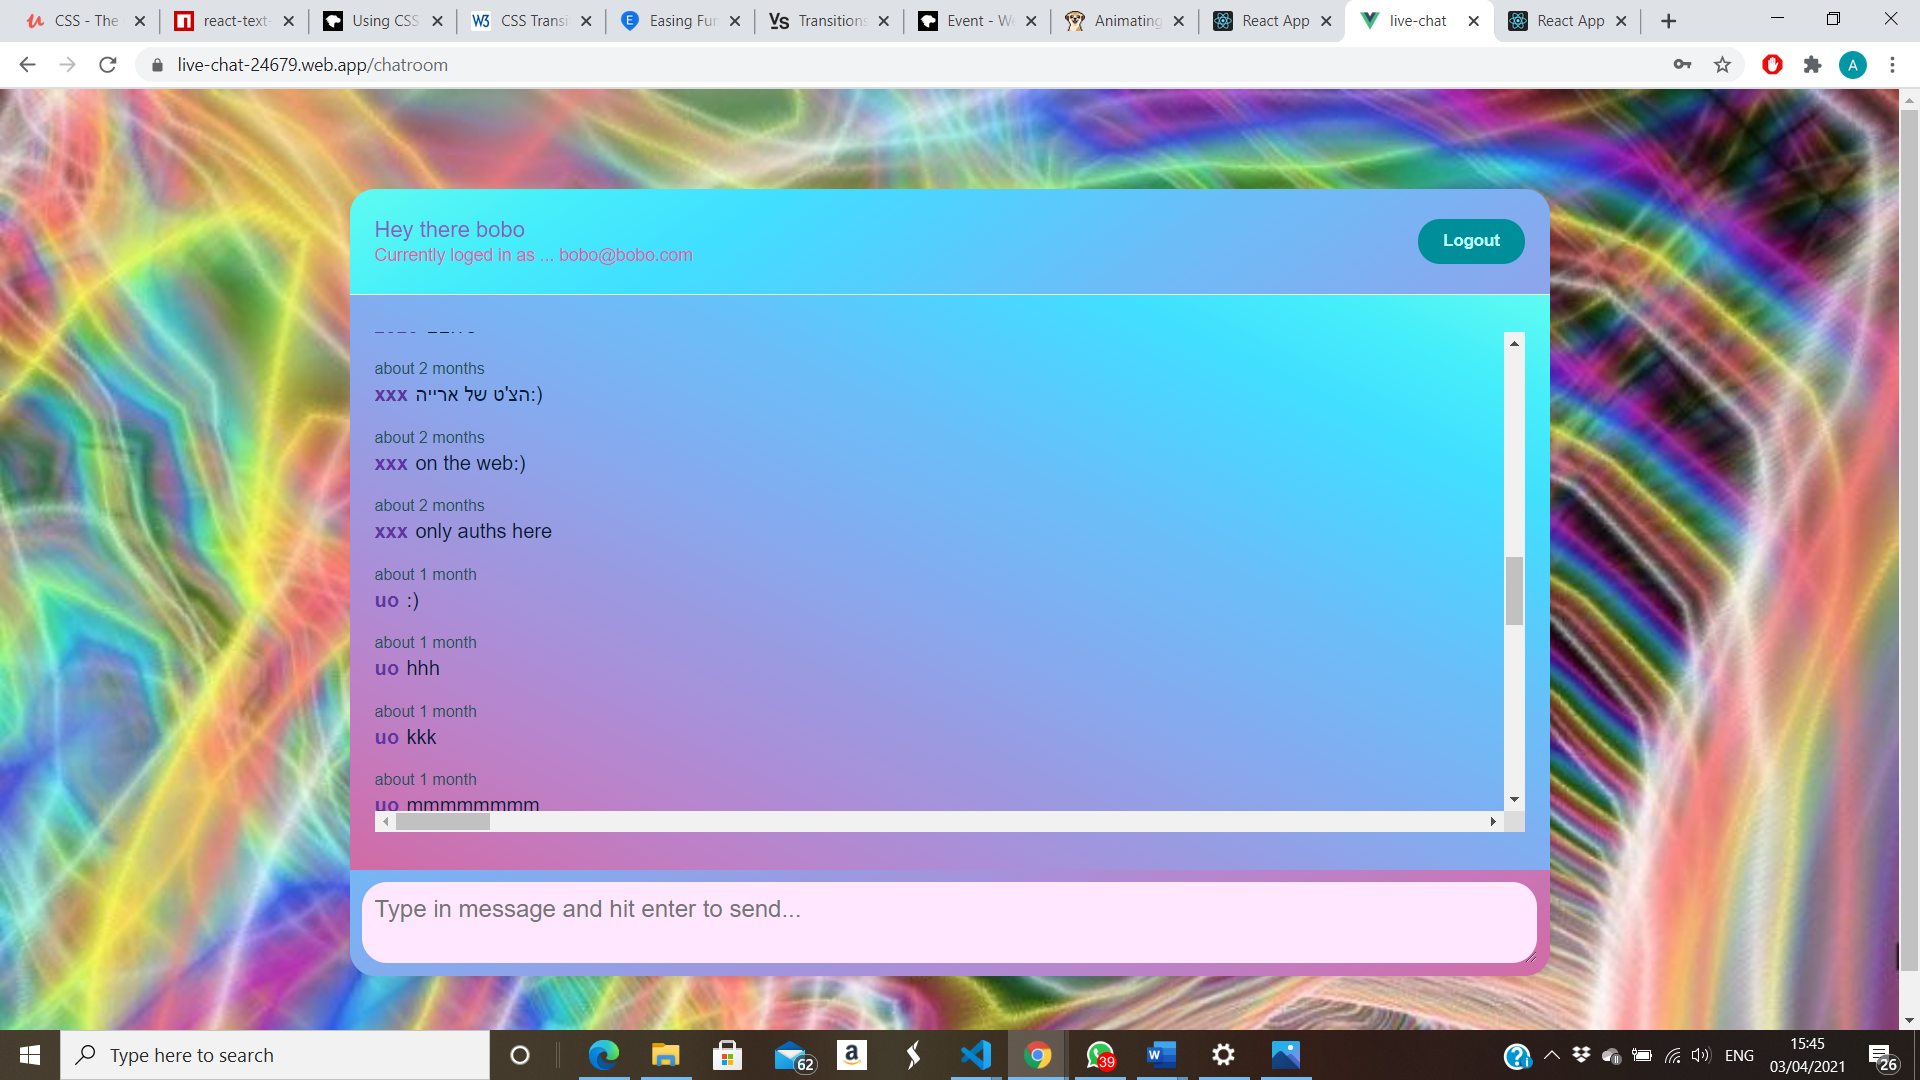 CSS - The
react-text-
Using CSS
CSS Transi
Easing Fun
Transitions
Event - We
Animating
React App
live-chat
React App
live-chat-24679.web.app/chatroom
A
Hey there bobo
Currently loged in as ... bobo@bobo.com
Logout
about 2 months
xxx הצ'ט של ארייה:)
about 2 months
xxx on the web:)
about 2 months
xxx only auths here
about 1 month
uo :)
about 1 month
uo hhh
about 1 month
uo kkk
about 1 month
uo mmmmmmmm
Type in message and hit enter to send...
Type here to search
62
39
ENG
15:45
03/04/2021
26